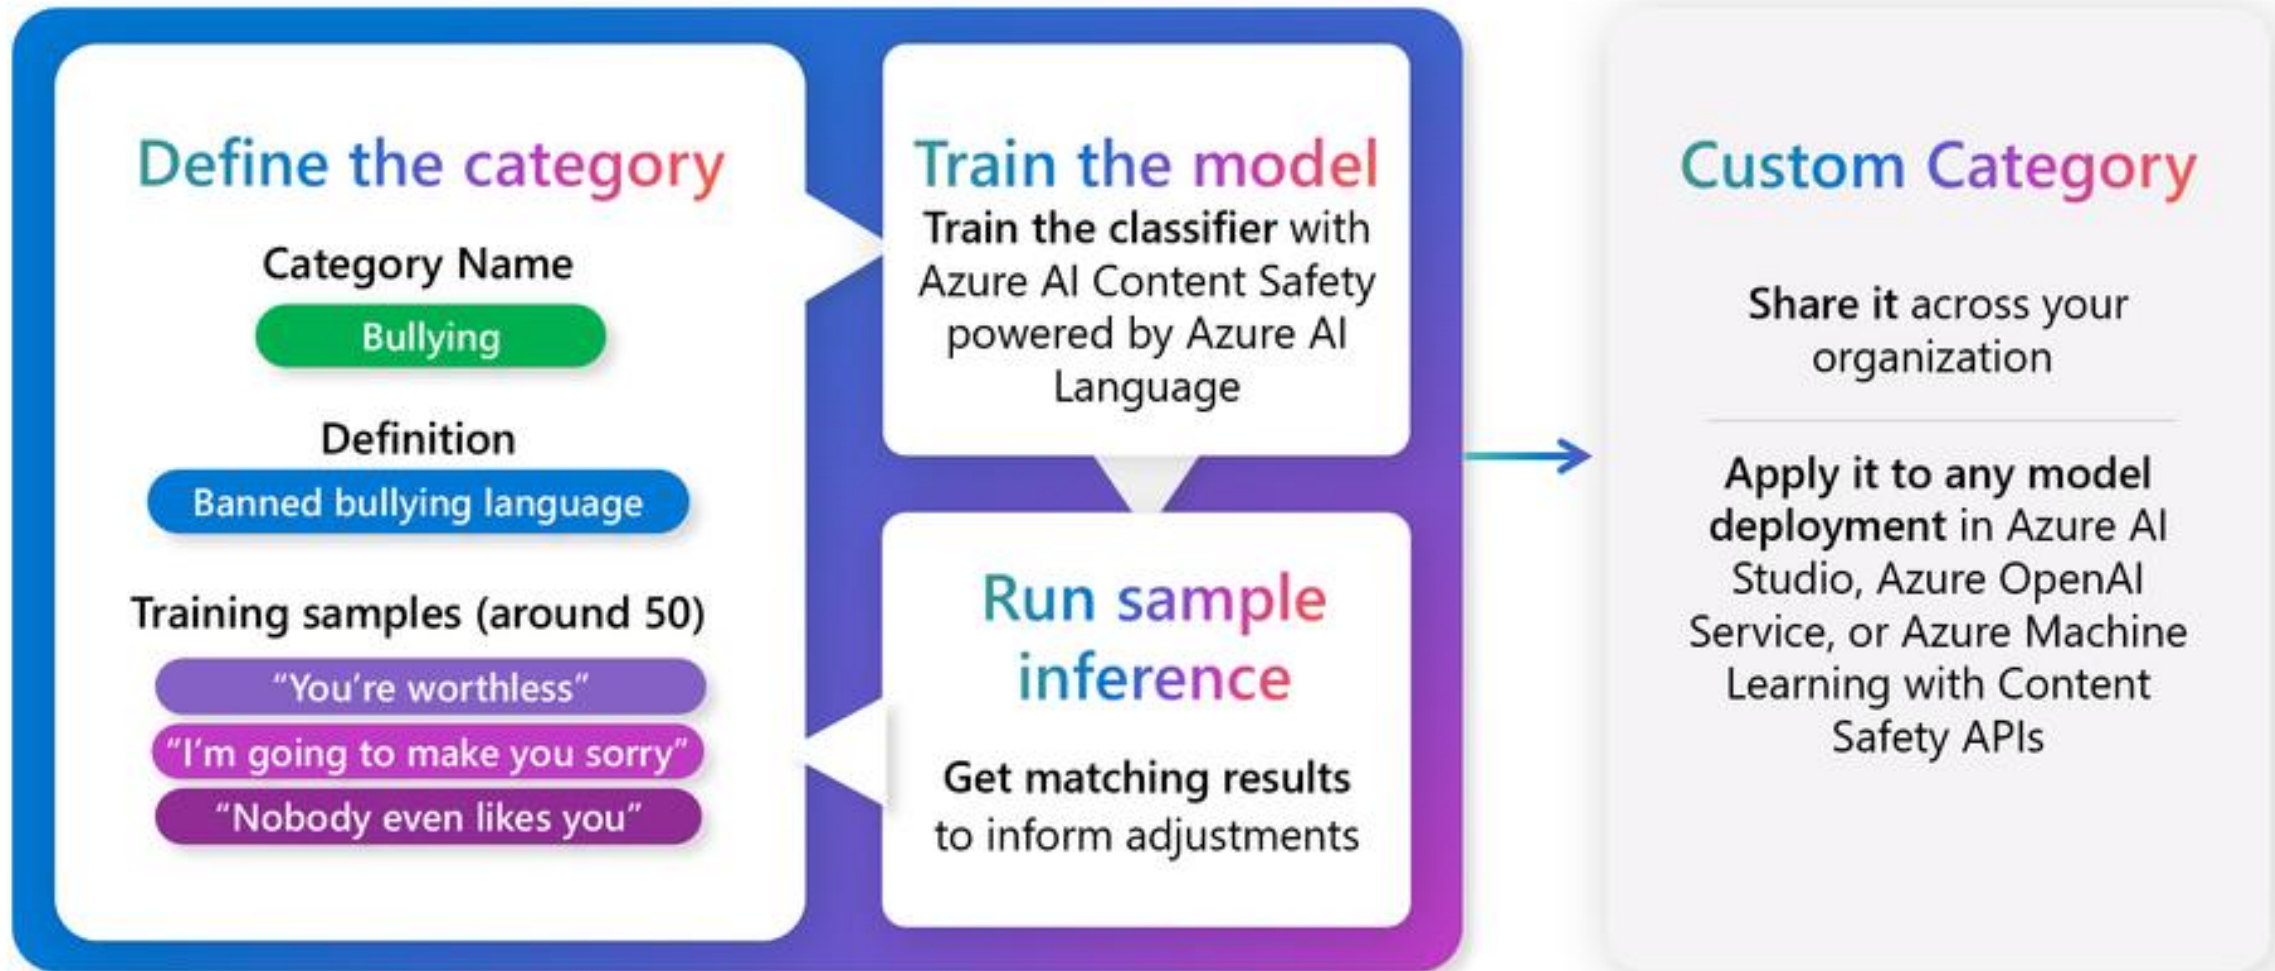 Define the category
Category Name
Bullying
Definition
Banned bullying language
Training samples (around 50)
“You’re worthless”
“I’m going to make you sorry”
“Nobody even likes you”
Train the model
Train the classifier with
Azure AI Content Safety
powered by Azure AI
Language
Run sample
inference
Get matching results
to inform adjustments
Custom Category
Share it across your
organization
Apply it to any model
deployment in Azure AI
Studio, Azure OpenAI
Service, or Azure Machine
Learning with Content
Safety APIs